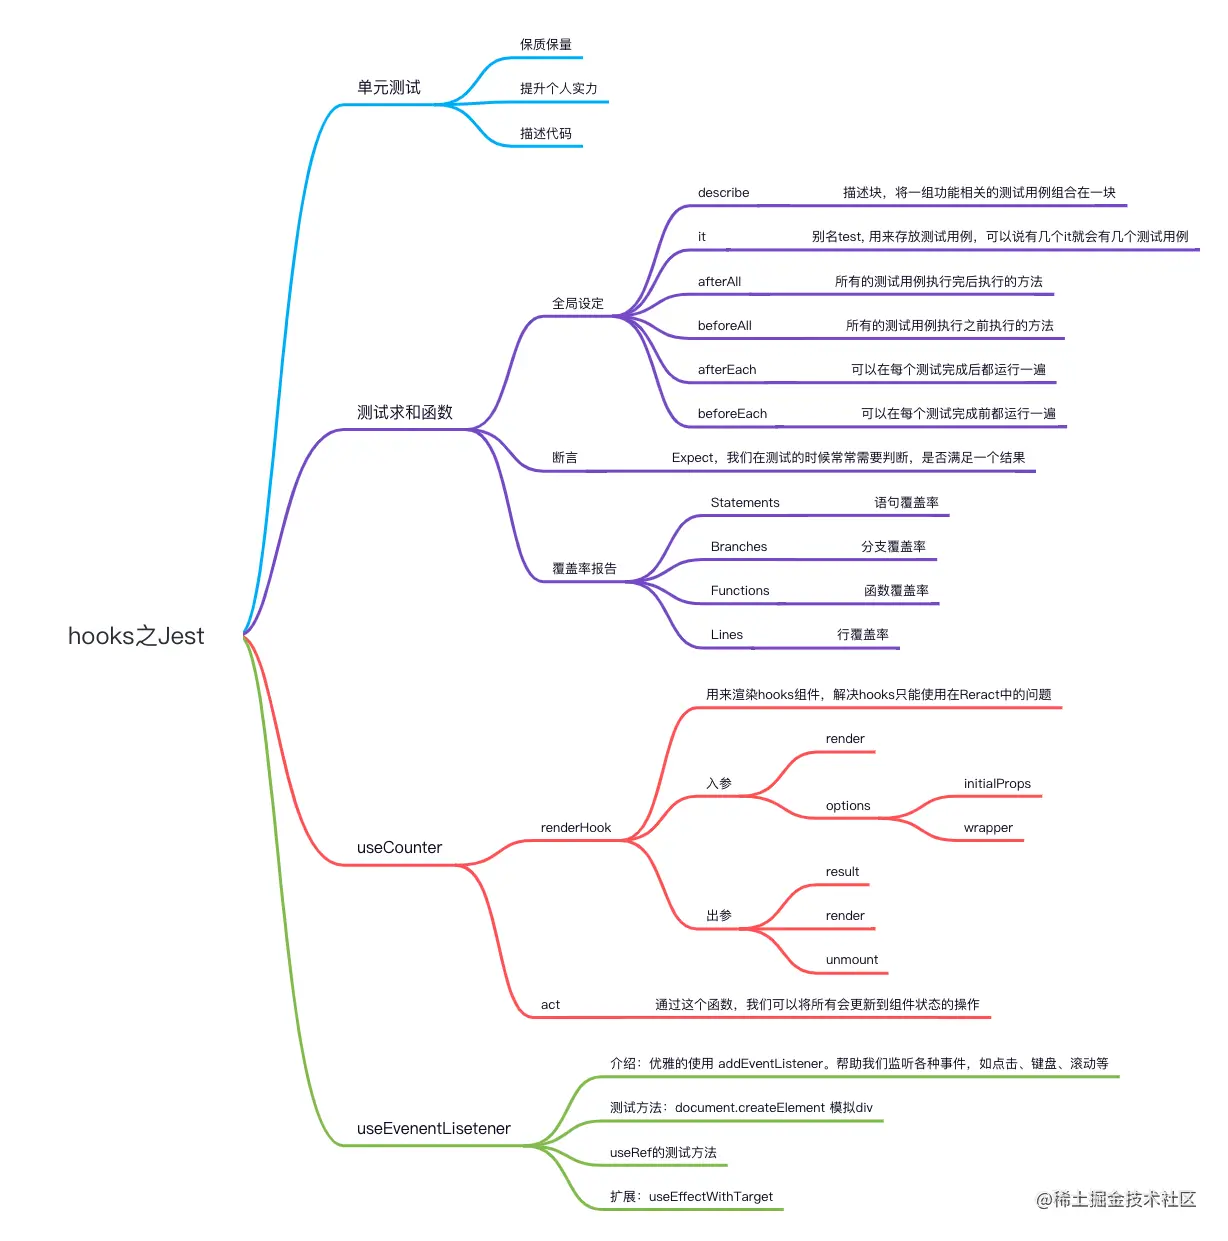 hooks之Jest
单元测试
保质保量
提升个人实力
描述代码
测试求和函数
全局设定
describe 描述块，将一组功能相关的测试用例组合在一块
it 别名test, 用来存放测试用例，可以说有几个it就会有几个测试用例
afterAll 所有的测试用例执行完后执行的方法
beforeAll 所有的测试用例执行之前执行的方法
afterEach 可以在每个测试完成后都运行一遍
beforeEach 可以在每个测试完成前都运行一遍
断言 Expect，我们在测试的时候常常需要判断，是否满足一个结果
覆盖率报告
Statements 语句覆盖率
Branches 分支覆盖率
Functions 函数覆盖率
Lines 行覆盖率
useCounter
renderHook
用来渲染hooks组件，解决hooks只能使用在Reract中的问题
入参
render
options
initialProps
wrapper
出参
result
render
unmount
act 通过这个函数，我们可以将所有会更新到组件状态的操作
useEvenentLisetener
介绍：优雅的使用 addEventListener。帮助我们监听各种事件，如点击、键盘、滚动等
测试方法：document.createElement 模拟div
useRef的测试方法
扩展：useEffectWithTarget
@稀土掘金技术社区